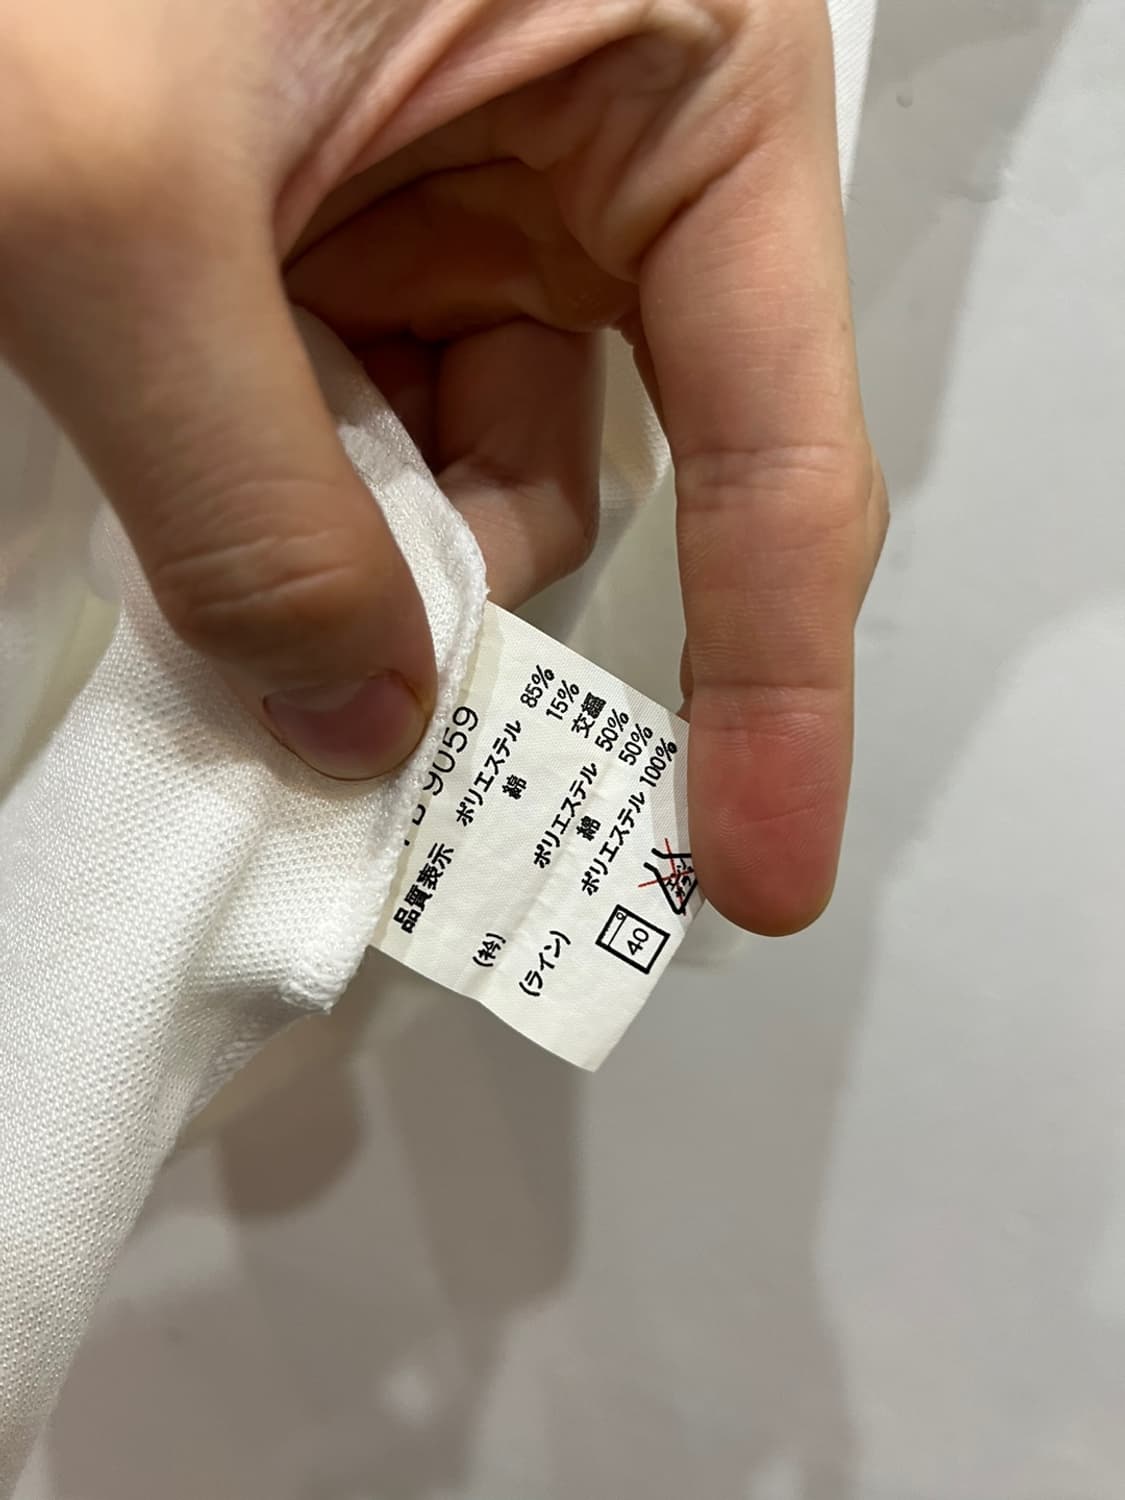 9059
品質表示 ポリエステル 85%
綿 15%
交編
(衿) ポリエステル 50%
綿 50%
(ライン) ポリエステル 100%
40